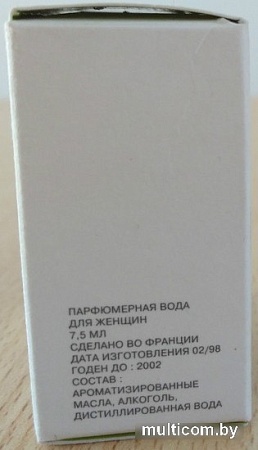 ПАРФЮМЕРНАЯ ВОДА
ДЛЯ ЖЕНЩИН
7,5 МЛ
СДЕЛАНО ВО ФРАНЦИИ
ДАТА ИЗГОТОВЛЕНИЯ 02/98
ГОДЕН ДО : 2002
СОСТАВ :
АРОМАТИЗИРОВАННЫЕ
МАСЛА, АЛКОГОЛЬ,
ДИСТИЛЛИРОВАННАЯ ВОДА
multicom.by